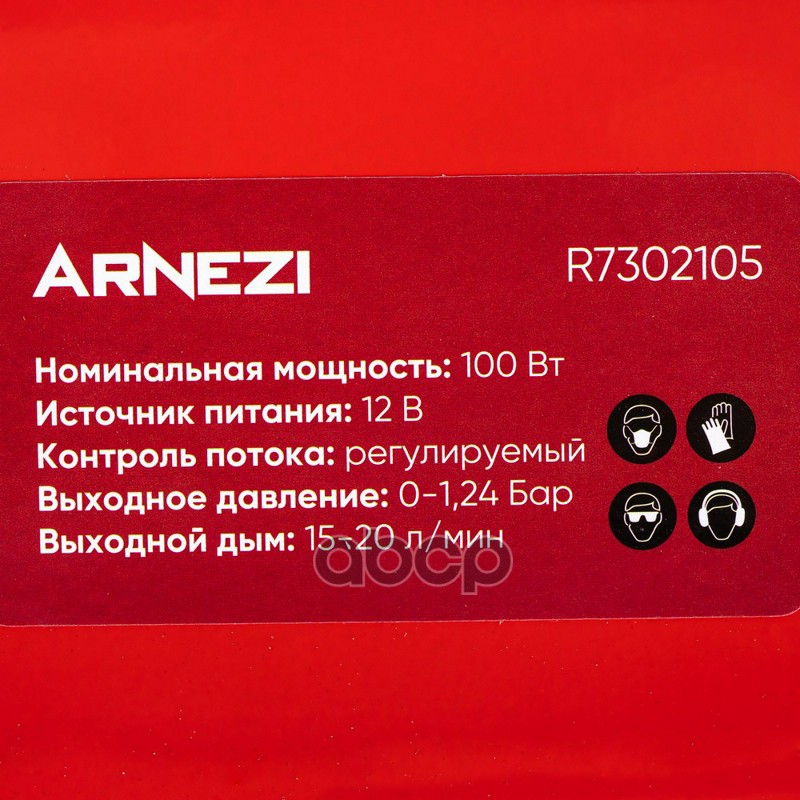 ARNEZI
R7302105
Номинальная мощность: 100 Вт
Источник питания: 12 В
Контроль потока: регулируемый
Выходное давление: 0-1,24 Бар
Выходной дым: 15-20 л/мин
авср